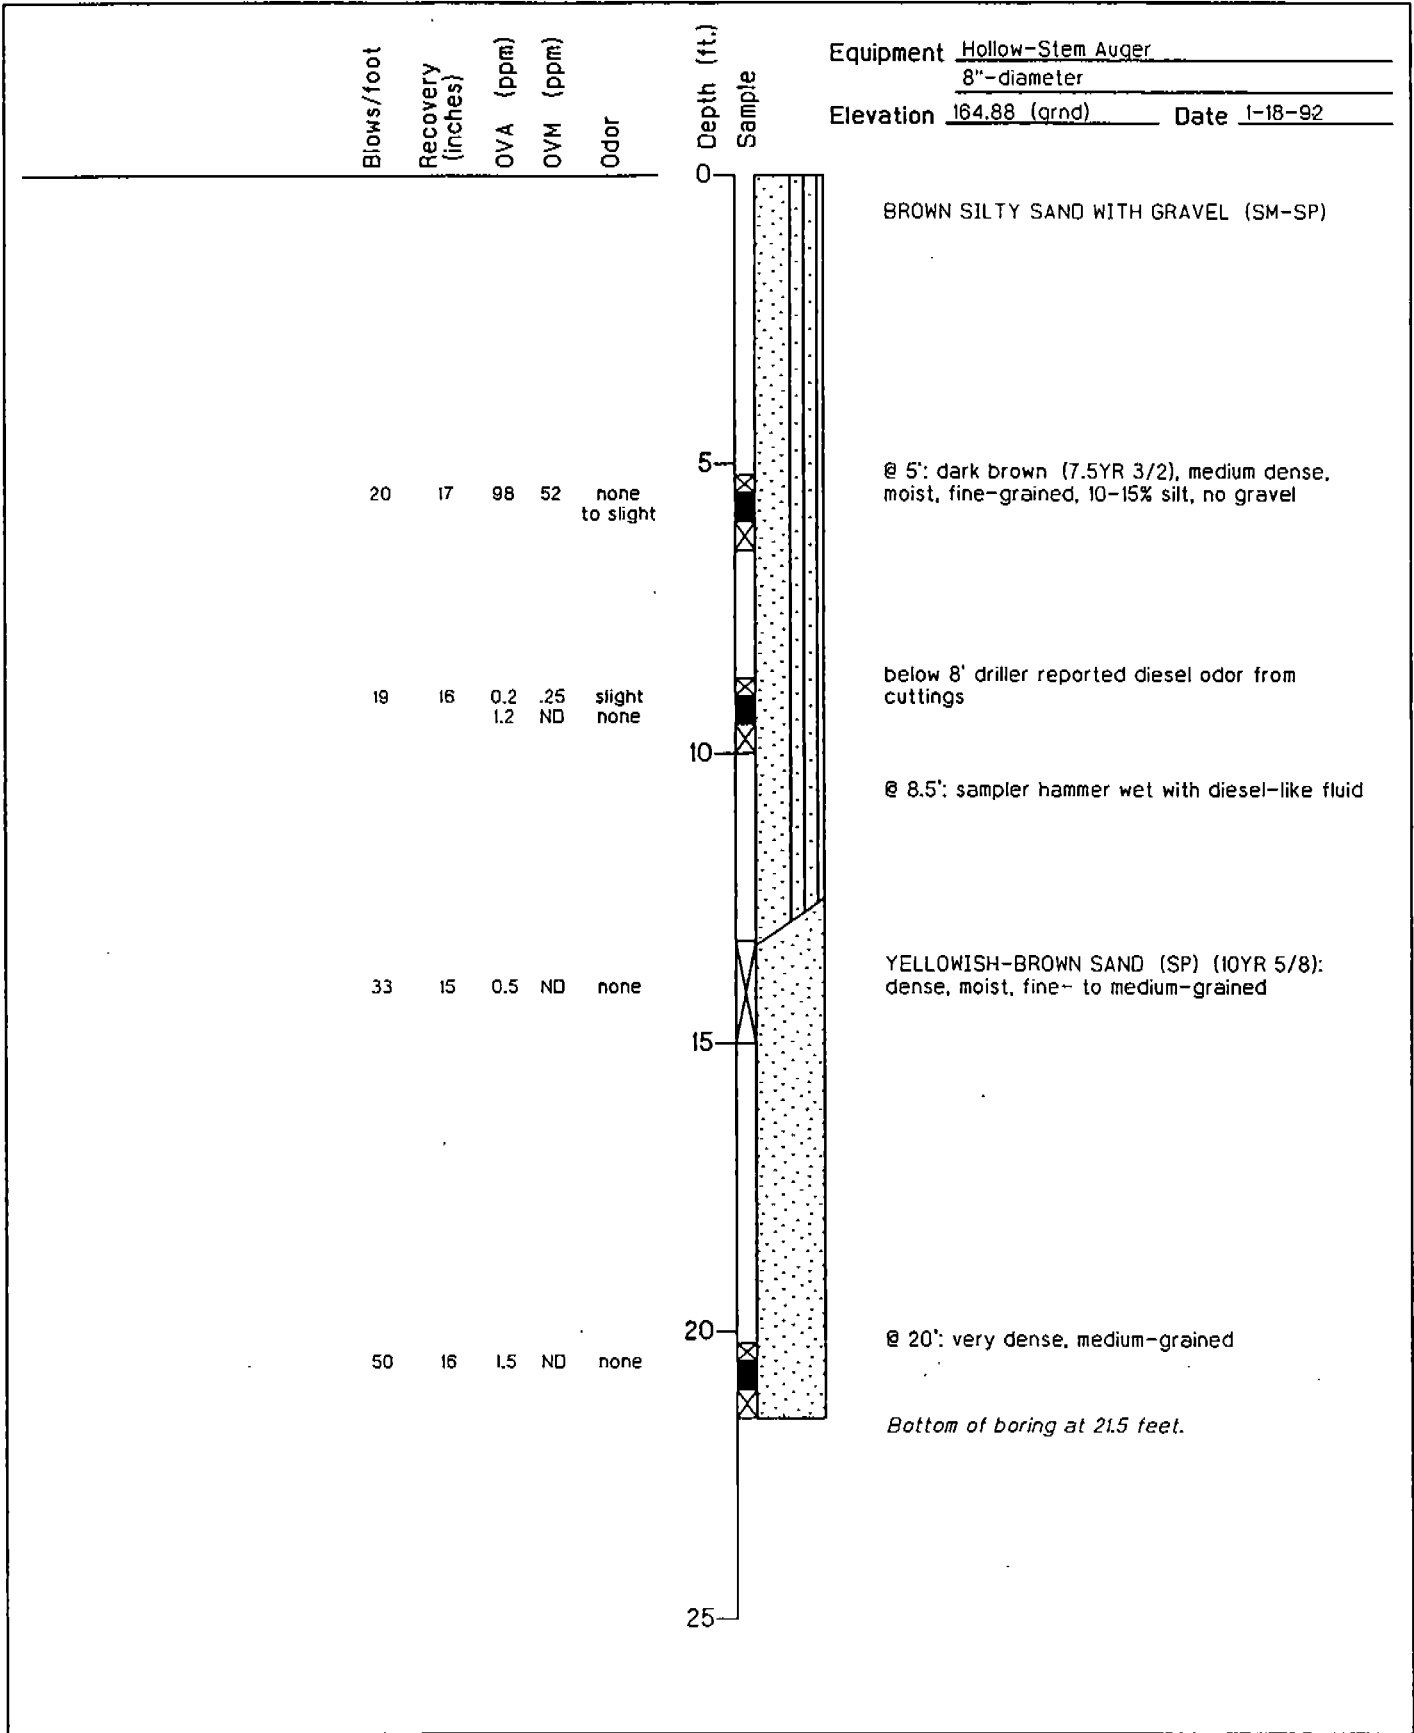 Equipment Hollow-Stem Auger
8"-diameter
Elevation 164.88 (grnd) Date 1-18-92
Blows/foot
Recovery
(inches)
OVA (ppm)
OVM (ppm)
Odor
Depth (ft.)
Sample
0
BROWN SILTY SAND WITH GRAVEL (SM-SP)
5
@ 5': dark brown (7.5YR 3/2), medium dense,
moist, fine-grained, 10-15% silt, no gravel
20 17 98 52 none
to slight
below 8' driller reported diesel odor from
cuttings
19 16 0.2 .25 slight
1.2 ND none
10
@ 8.5': sampler hammer wet with diesel-like fluid
YELLOWISH-BROWN SAND (SP) (10YR 5/8):
dense, moist, fine- to medium-grained
33 15 0.5 ND none
15
20
@ 20': very dense, medium-grained
50 16 1.5 ND none
Bottom of boring at 21.5 feet.
25